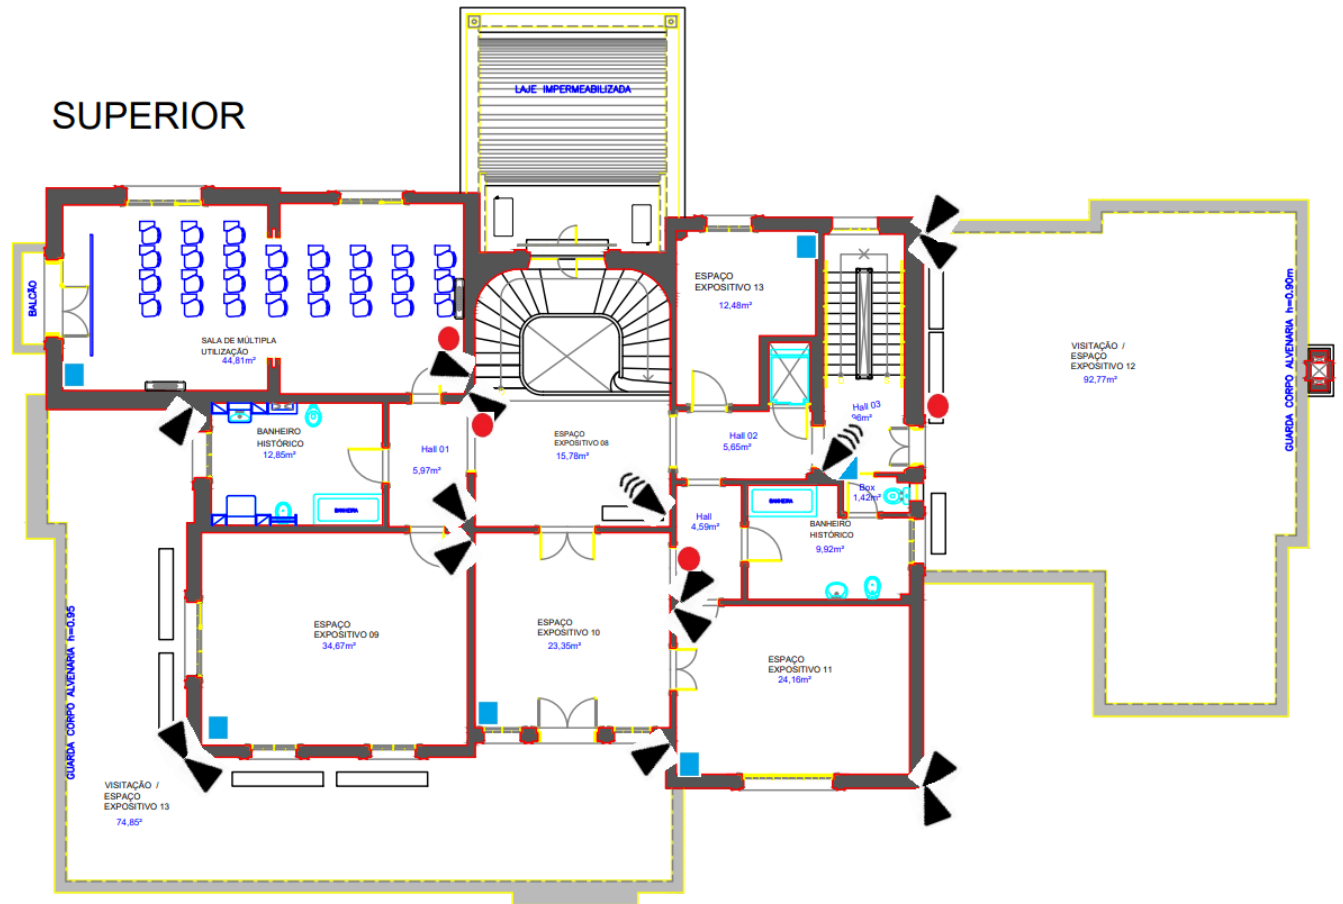 SUPERIOR
LAJE IMPERMEABILIZADA
BALCÃO
SALA DE MÚLTIPLA
UTILIZAÇÃO
44,81m²
BANHEIRO
HISTÓRICO
12,85m²
BANHEIRA
Hall 01
5,97m²
ESPAÇO
EXPOSITIVO 08
15,78m²
ESPAÇO
EXPOSITIVO 13
12,48m²
Hall 02
5,65m²
Hall 03
96m²
Box
1,42m²
Hall
4,59m²
BANHEIRA
BANHEIRO
HISTÓRICO
9,92m²
VISITAÇÃO /
ESPAÇO
EXPOSITIVO 12
92,77m²
GUARDA CORPO ALVENARIA h=0.90m
ESPAÇO
EXPOSITIVO 09
34,67m²
ESPAÇO
EXPOSITIVO 10
23,35m²
ESPAÇO
EXPOSITIVO 11
24,16m²
GUARDA CORPO ALVENARIA h=0.95
VISITAÇÃO /
ESPAÇO
EXPOSITIVO 13
74,85²